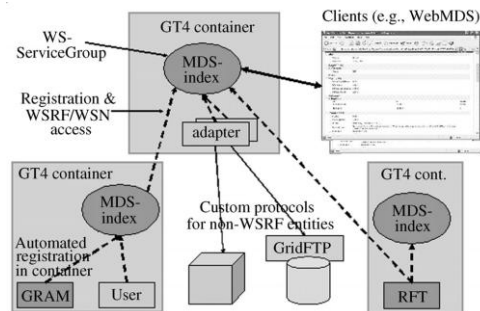 GT4 container
Clients (e.g., WebMDS)
WS-
ServiceGroup
MDS-
index
Registration &
WSRF/WSN
access
adapter
GT4 container
GT4 cont.
MDS-
index
Custom protocols
for non-WSRF entities
MDS-
index
Automated
registration
in container
GridFTP
GRAM
User
RFT